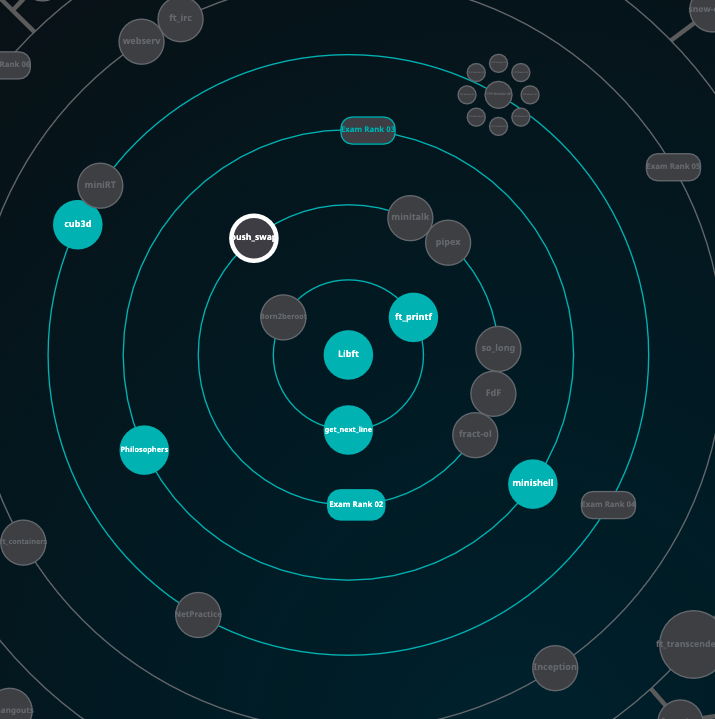 ft_irc
snow-c
webserv
Rank 06
Exam Rank 03
Exam Rank 05
miniRT
minitalk
cub3d
push_swap
pipex
Born2beroot
ft_printf
so_long
Libft
FdF
get_next_line
fract-ol
Philosophers
minishell
Exam Rank 02
Exam Rank 04
ft_containers
NetPractice
ft_transcende
Inception
angouts